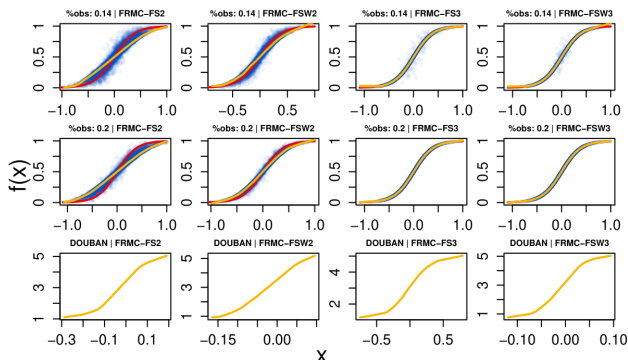 %obs: 0.14 | FRMC−FS2 %obs: 0.14 | FRMC−FSW2 %obs: 0.14 | FRMC−FS3 %obs: 0.14 | FRMC−FSW3
0 0.5 1 0 0.5 1 0 0.5 1 0 0.5 1
−1.0 0.0 1.0 −0.5 0.5 −1.0 0.0 1.0 −1.0 0.0 1.0
%obs: 0.2 | FRMC−FS2 %obs: 0.2 | FRMC−FSW2 %obs: 0.2 | FRMC−FS3 %obs: 0.2 | FRMC−FSW3
f(x)
0 0.5 1 0 0.5 1 0 0.5 1 0 0.5 1
−1.0 0.0 1.0 −1.0 0.0 1.0 −1.0 0.0 1.0 −1.0 0.0 1.0
DOUBAN | FRMC−FS2 DOUBAN | FRMC−FSW2 DOUBAN | FRMC−FS3 DOUBAN | FRMC−FSW3
1 3 5 1 3 5 2 4 1 3 5
−0.3 −0.1 0.1 −0.15 0.00 −0.5 0.5 −0.10 0.00 0.10
x